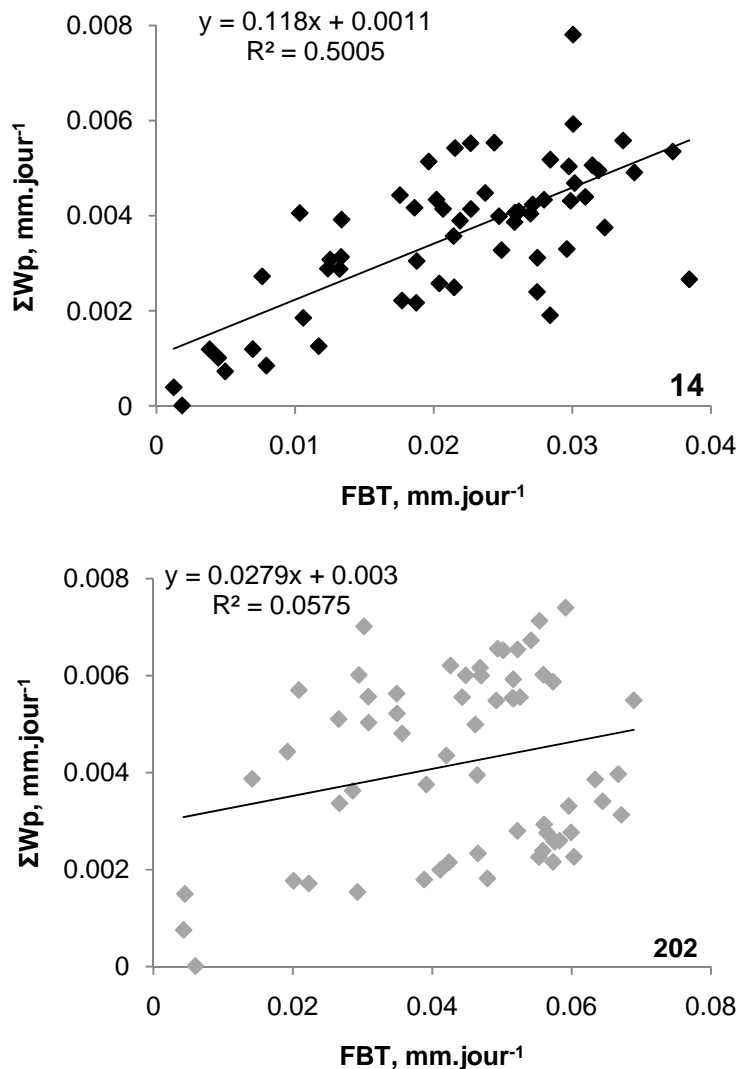 y = 0.118x + 0.0011
R² = 0.5005
0.008
0.006
0.004
0.002
0
ΣWp, mm.jour⁻¹
14
0 0.01 0.02 0.03 0.04
FBT, mm.jour⁻¹
y = 0.0279x + 0.003
R² = 0.0575
0.008
0.006
0.004
0.002
0
ΣWp, mm.jour⁻¹
202
0 0.02 0.04 0.06 0.08
FBT, mm.jour⁻¹